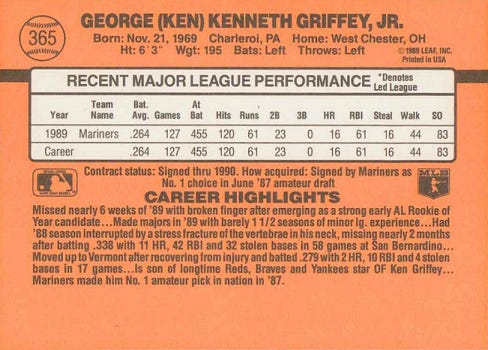 365
GEORGE (KEN) KENNETH GRIFFEY, JR.
Born: Nov. 21, 1969 Charleroi, PA Home: West Chester, OH
Ht: 6'3" Wgt: 195 Bats: Left Throws: Left
©1989 LEAF, INC.
Printed in USA
RECENT MAJOR LEAGUE PERFORMANCE *Denotes Led League
Year Team Name Bat. Avg. Games At Bat Hits Runs 2B 3B HR RBI Steal Walk SO
1989 Mariners .264 127 455 120 61 23 0 16 61 16 44 83
Career .264 127 455 120 61 23 0 16 61 16 44 83
Contract status: Signed thru 1990. How acquired: Signed by Mariners as
No. 1 choice in June '87 amateur draft
MLB
CAREER HIGHLIGHTS
Missed nearly 6 weeks of '89 with broken finger after emerging as a strong early AL Rookie of
Year candidate...Made majors in '89 with barely 1 1/2 seasons of minor lg. experience...Had
'88 season interrupted by a stress fracture of the vertebrae in his neck, missing nearly 2 months
after batting .338 with 11 HR, 42 RBI and 32 stolen bases in 58 games at San Bernardino...
Moved up to Vermont after recovering from injury and batted .279 with 2 HR, 10 RBI and 4 stolen
bases in 17 games...Is son of longtime Reds, Braves and Yankees star OF Ken Griffey...
Mariners made him No. 1 amateur pick in nation in '87.